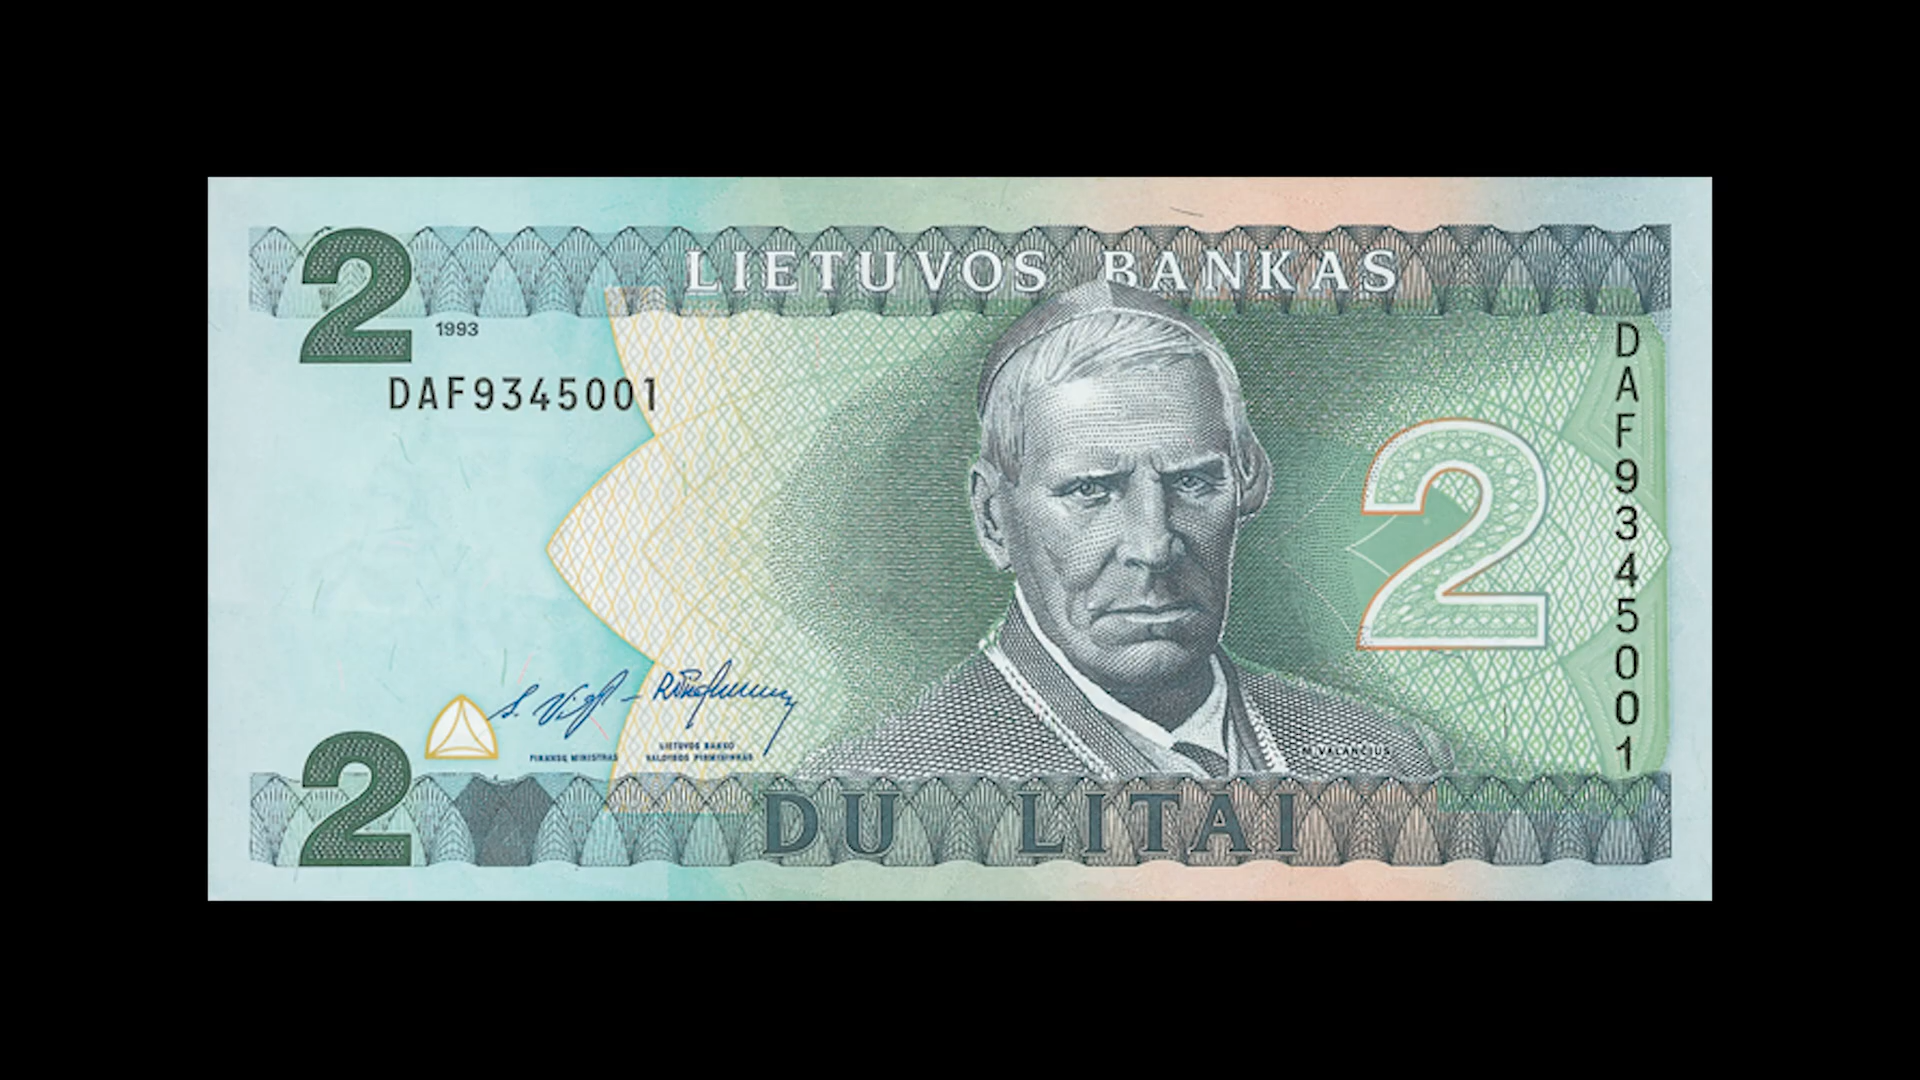 LIETUVOS BANKAS
2
1993
DAF9345001
DAF9345001
2
FINANSŲ MINISTRAS
LIETUVOS BANKO
VALDYBOS PIRMININKAS
M. VALANČIUS
2
DU LITAI